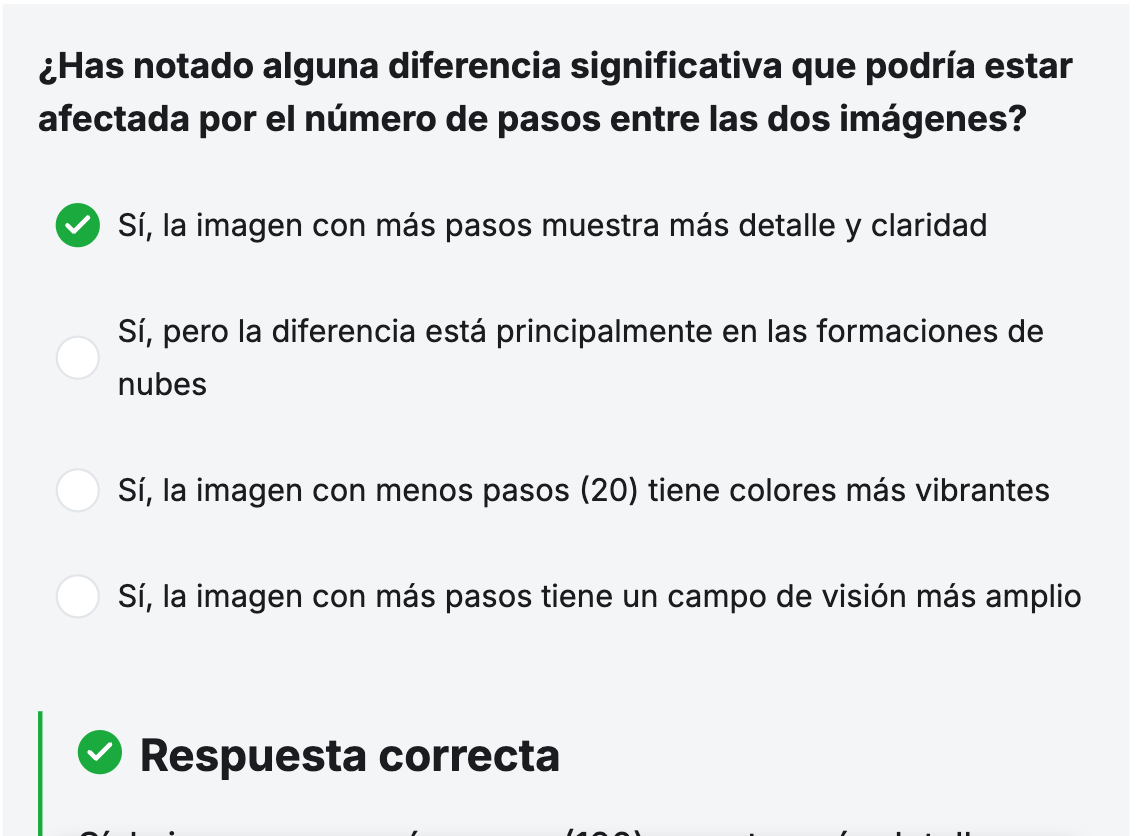 ¿Has notado alguna diferencia significativa que podría estar
afectada por el número de pasos entre las dos imágenes?
Sí, la imagen con más pasos muestra más detalle y claridad
Sí, pero la diferencia está principalmente en las formaciones de
nubes
Sí, la imagen con menos pasos (20) tiene colores más vibrantes
Sí, la imagen con más pasos tiene un campo de visión más amplio
Respuesta correcta